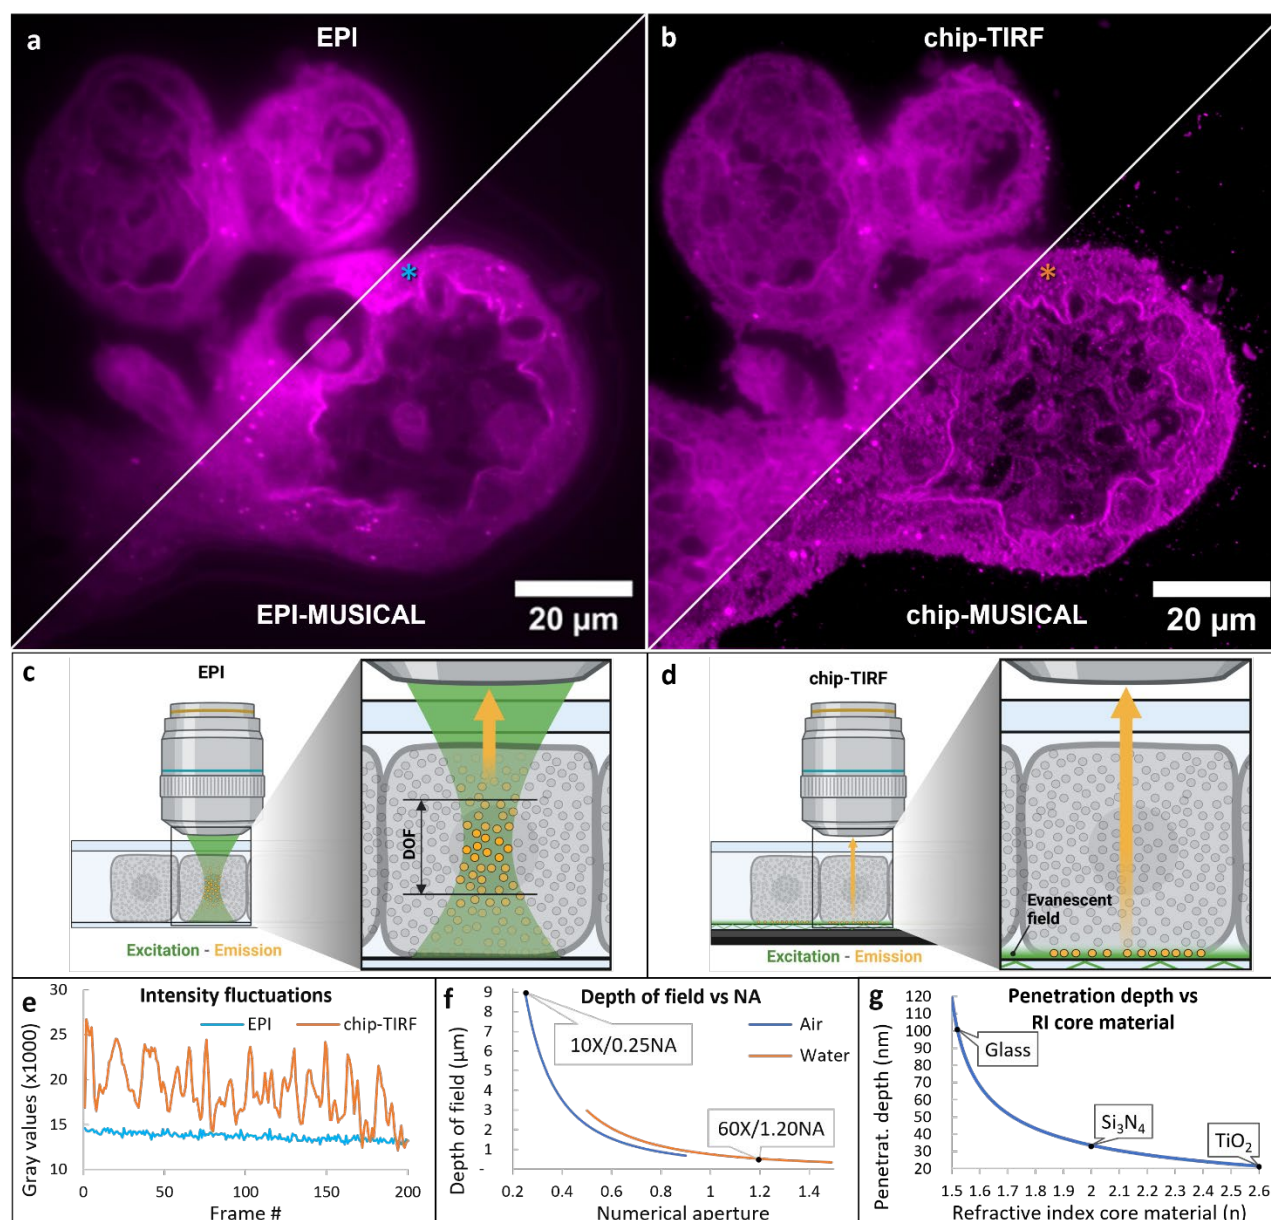 a
EPI
EPI-MUSICAL
20 µm
b
chip-TIRF
chip-MUSICAL
20 µm
c
EPI
DOF
Excitation - Emission
d
chip-TIRF
Evanescent
field
Excitation - Emission
e
Intensity fluctuations
EPI
chip-TIRF
Gray values (x1000)
30
25
20
15
10
0
50
100
150
200
Frame #
f
Depth of field vs NA
Air
Water
10X/0.25NA
60X/1.20NA
Depth of field (µm)
9
8
7
6
5
4
3
2
1
-
0.2
0.4
0.6
0.8
1
1.2
1.4
Numerical aperture
g
Penetration depth vs
RI core material
Glass
Si₃N₄
TiO₂
Penetrat. depth (nm)
120
110
100
90
80
70
60
50
40
30
20
1.5
1.6
1.7
1.8
1.9
2
2.1
2.2
2.3
2.4
2.5
2.6
Refractive index core material (n)